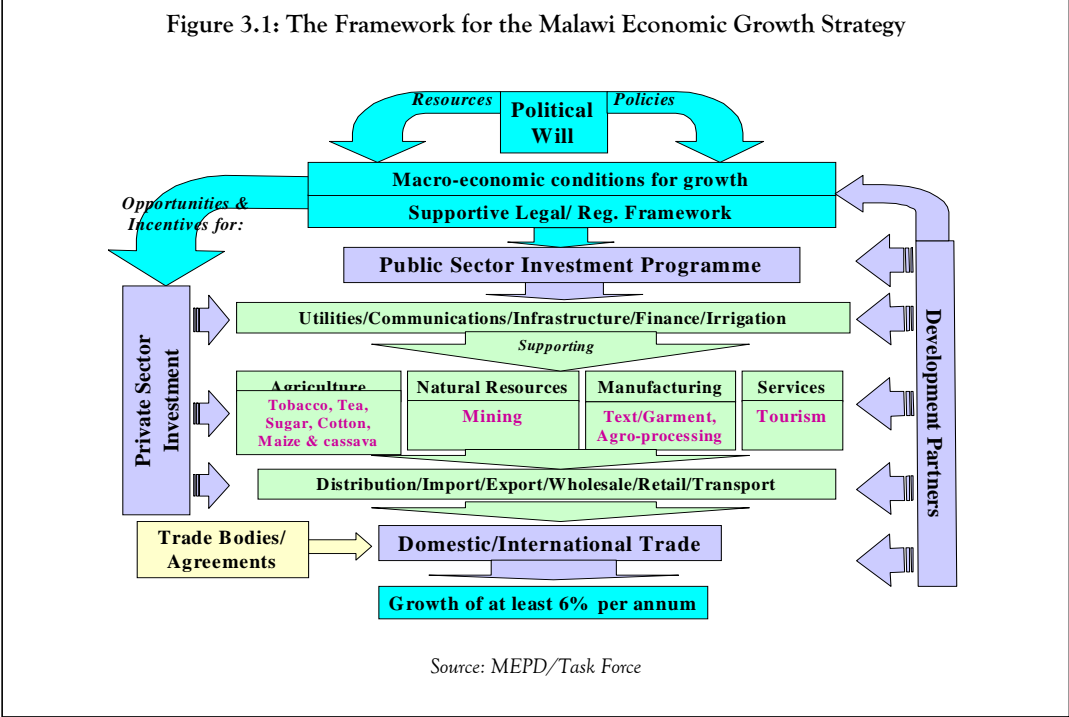 Figure 3.1: The Framework for the Malawi Economic Growth Strategy
Resources
Political
Will
Policies
Macro-economic conditions for growth
Supportive Legal/ Reg. Framework
Opportunities &
Incentives for:
Public Sector Investment Programme
Private Sector
Investment
Development Partners
Utilities/Communications/Infrastructure/Finance/Irrigation
Supporting
Agriculture
Tobacco, Tea,
Sugar, Cotton,
Maize & cassava
Natural Resources
Mining
Manufacturing
Text/Garment,
Agro-processing
Services
Tourism
Distribution/Import/Export/Wholesale/Retail/Transport
Trade Bodies/
Agreements
Domestic/International Trade
Growth of at least 6% per annum
Source: MEPD/Task Force